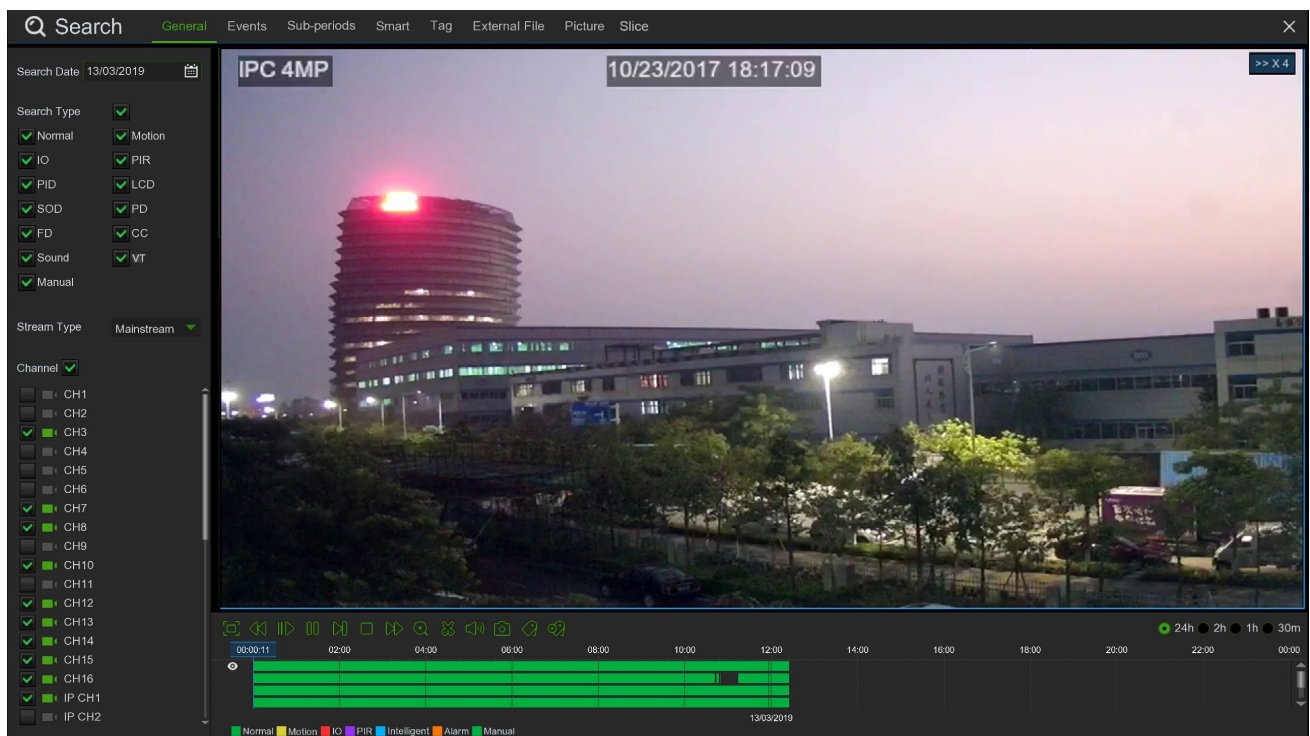 Search General Events Sub-periods Smart Tag External File Picture Slice
Search Date 13/03/2019
IPC 4MP 10/23/2017 18:17:09 >> X 4
Search Type
Normal Motion
IO PIR
PID LCD
SOD PD
FD CC
Sound VT
Manual
Stream Type Mainstream
Channel
CH1
CH2
CH3
CH4
CH5
CH6
CH7
CH8
CH9
CH10
CH11
CH12
CH13
CH14
CH15
CH16
IP CH1
IP CH2
24h 2h 1h 30m
00:00:11 02:00 04:00 06:00 08:00 10:00 12:00 14:00 16:00 18:00 20:00 22:00 00:00
13/03/2019
Normal Motion IO PIR Intelligent Alarm Manual